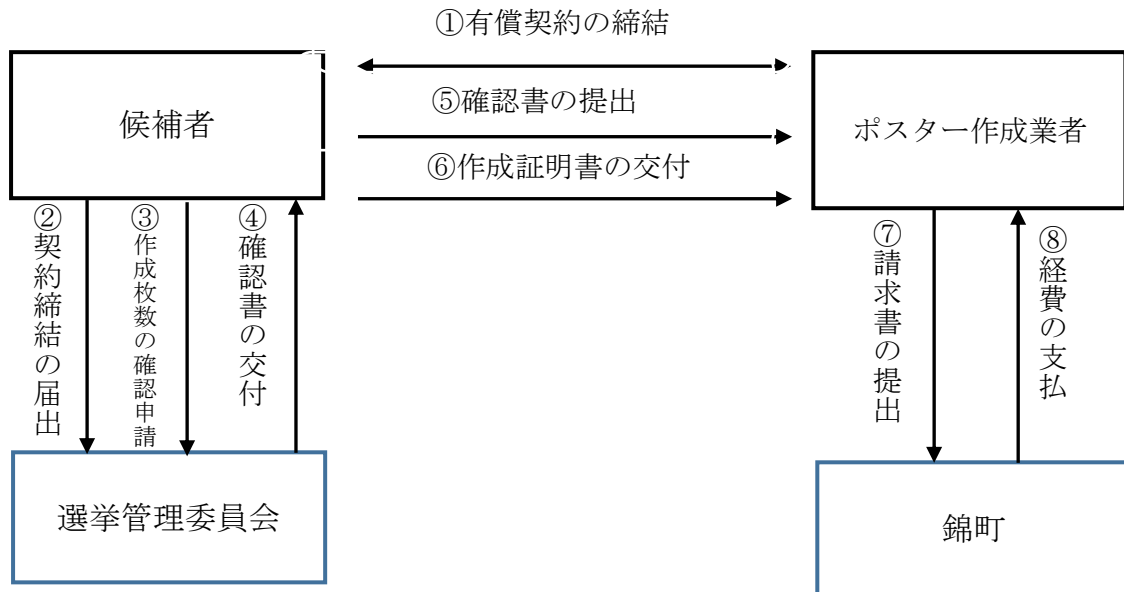 ①有償契約の締結
候補者
ポスター作成業者
⑤確認書の提出
⑥作成証明書の交付
②契約締結の届出
③作成枚数の確認申請
④確認書の交付
⑦請求書の提出
⑧経費の支払
選挙管理委員会
錦町